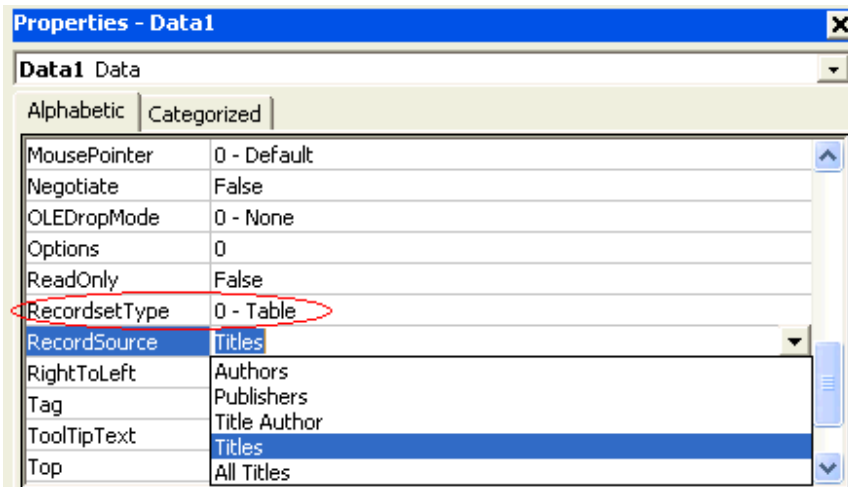 Properties - Data1
Data1 Data
Alphabetic Categorized
MousePointer 0 - Default
Negotiate False
OLEDropMode 0 - None
Options 0
ReadOnly False
RecordsetType 0 - Table
RecordSource Titles
RightToLeft Authors
Publishers
Tag
Title Author
ToolTipText
Titles
Top All Titles